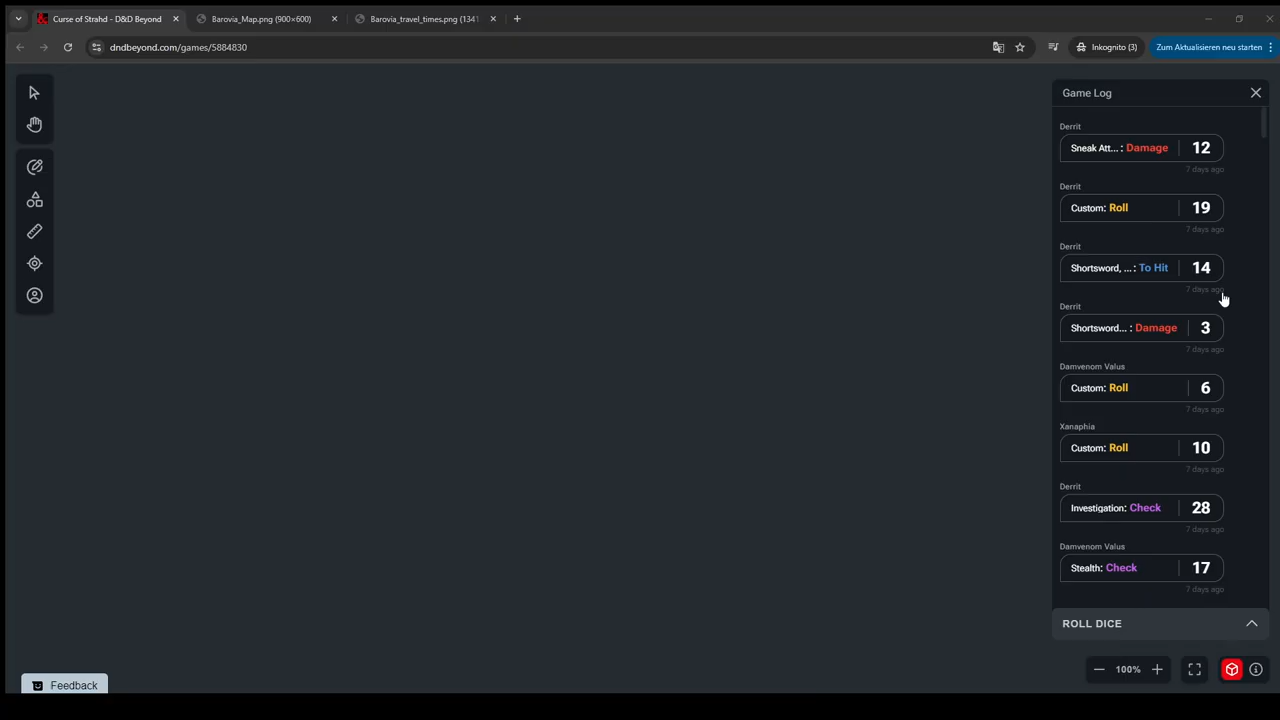 Curse of Strahd - D&D Beyond
Barovia_Map.png (900×600)
Barovia_travel_times.png (1341
dndbeyond.com/games/5884830
Inkognito (3)
Zum Aktualisieren neu starten
Game Log
Derrit
Sneak Att... : Damage 12
7 days ago
Derrit
Custom: Roll 19
7 days ago
Derrit
Shortsword, ... : To Hit 14
7 days ago
Derrit
Shortsword... : Damage 3
7 days ago
Damvenom Valus
Custom: Roll 6
7 days ago
Xanaphia
Custom: Roll 10
7 days ago
Derrit
Investigation: Check 28
7 days ago
Damvenom Valus
Stealth: Check 17
7 days ago
ROLL DICE
100%
Feedback